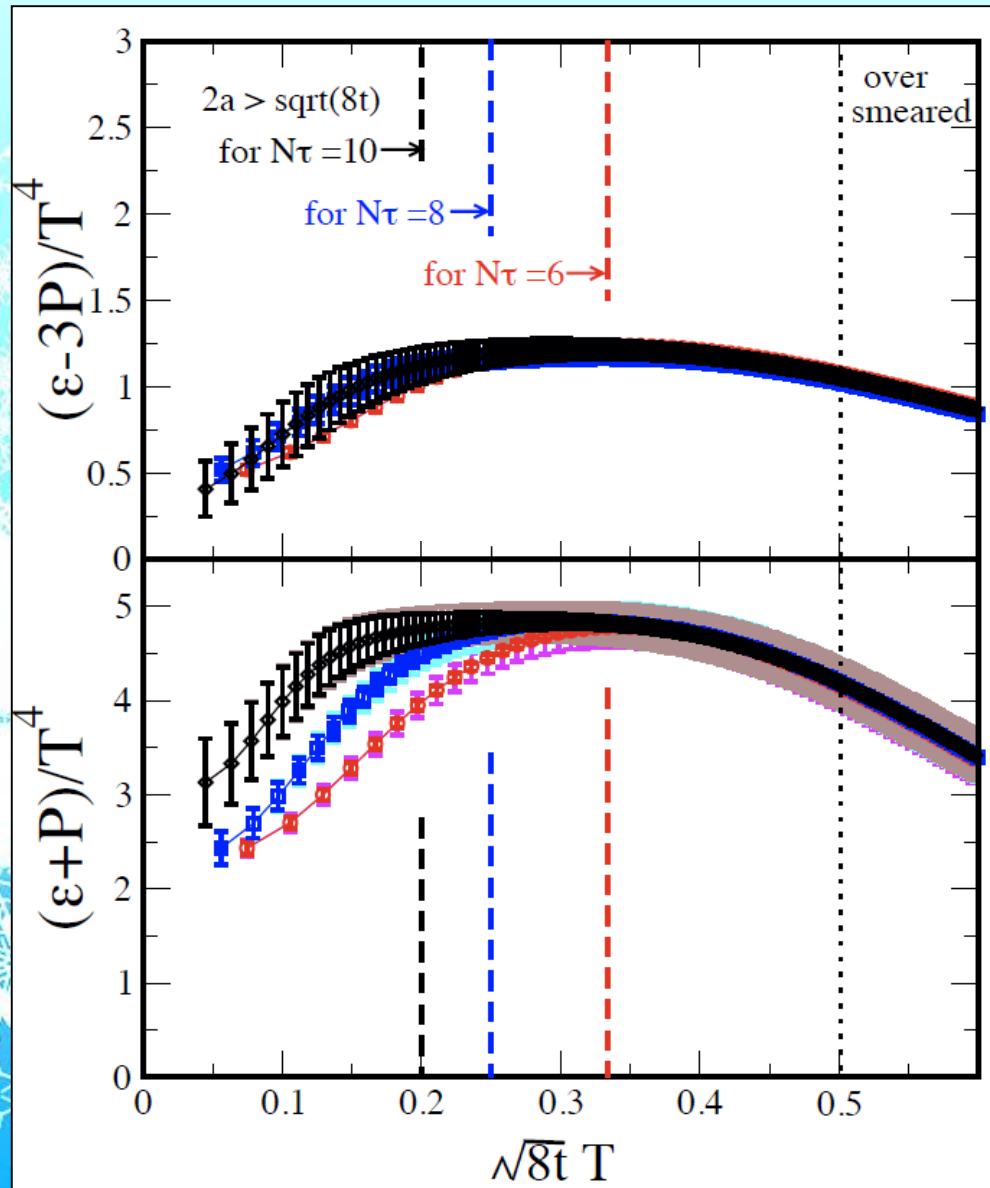 3
2.5
2
1.5
1
0.5
0
(ε-3P)/T⁴
2a > sqrt(8t)
for Nτ =10
for Nτ =8
for Nτ =6
over
smeared
5
4
3
2
1
0
(ε+P)/T⁴
0 0.1 0.2 0.3 0.4 0.5
√8t T